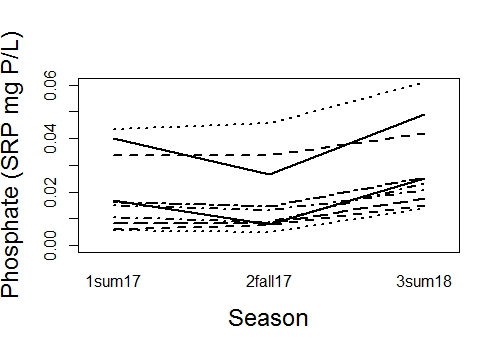 Phosphate (SRP mg P/L)
0.06
0.04
0.02
0.00
1sum17 2fall17 3sum18
Season